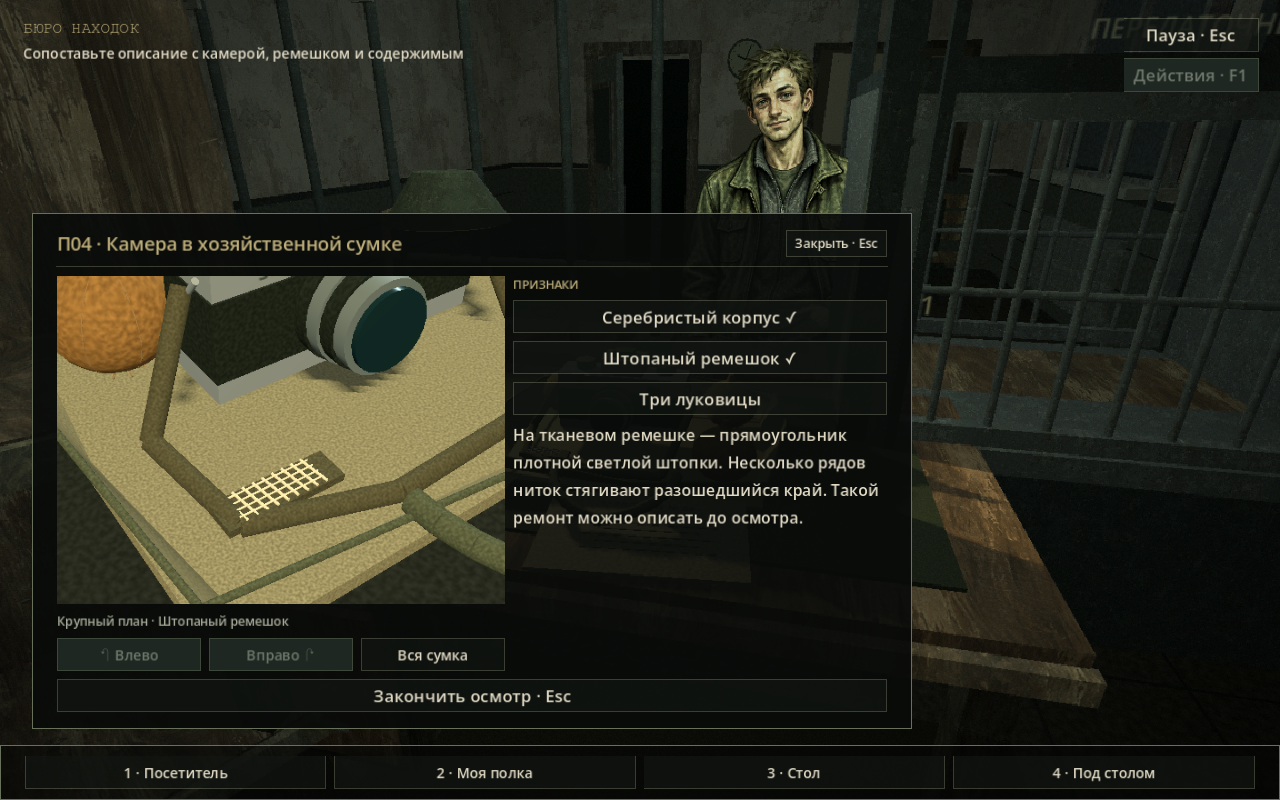 БЮРО НАХОДОК
Сопоставьте описание с камерой, ремешком и содержимым
Пауза · Esc
Действия · F1
П04 · Камера в хозяйственной сумке
Закрыть · Esc
ПРИЗНАКИ
Серебристый корпус ✓
Штопаный ремешок ✓
Три луковицы
На тканевом ремешке — прямоугольник
плотной светлой штопки. Несколько рядов
ниток стягивают разошедшийся край. Такой
ремонт можно описать до осмотра.
Крупный план · Штопаный ремешок
Влево
Вправо
Вся сумка
Закончить осмотр · Esc
1 · Посетитель
2 · Моя полка
3 · Стол
4 · Под столом